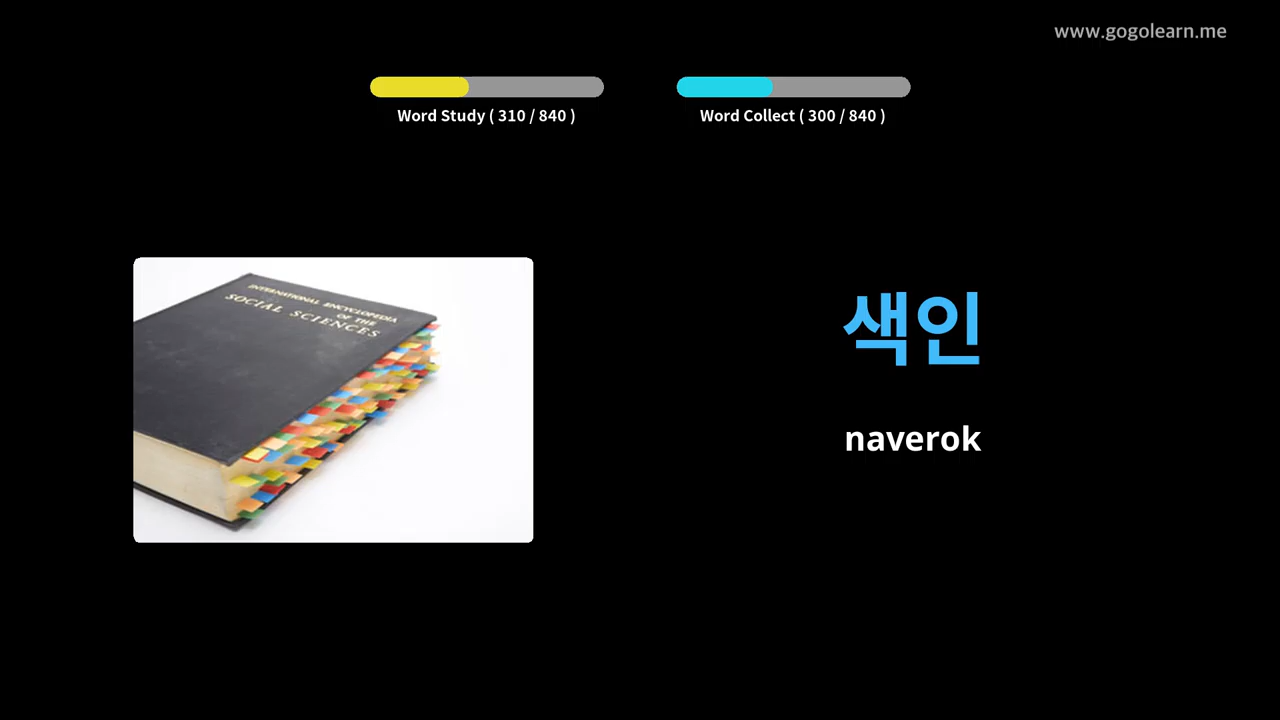 www.gogolearn.me
Word Study ( 310 / 840 )
Word Collect ( 300 / 840 )
INTERNATIONAL ENCYCLOPEDIA
OF THE
SOCIAL SCIENCES
색인
naverok